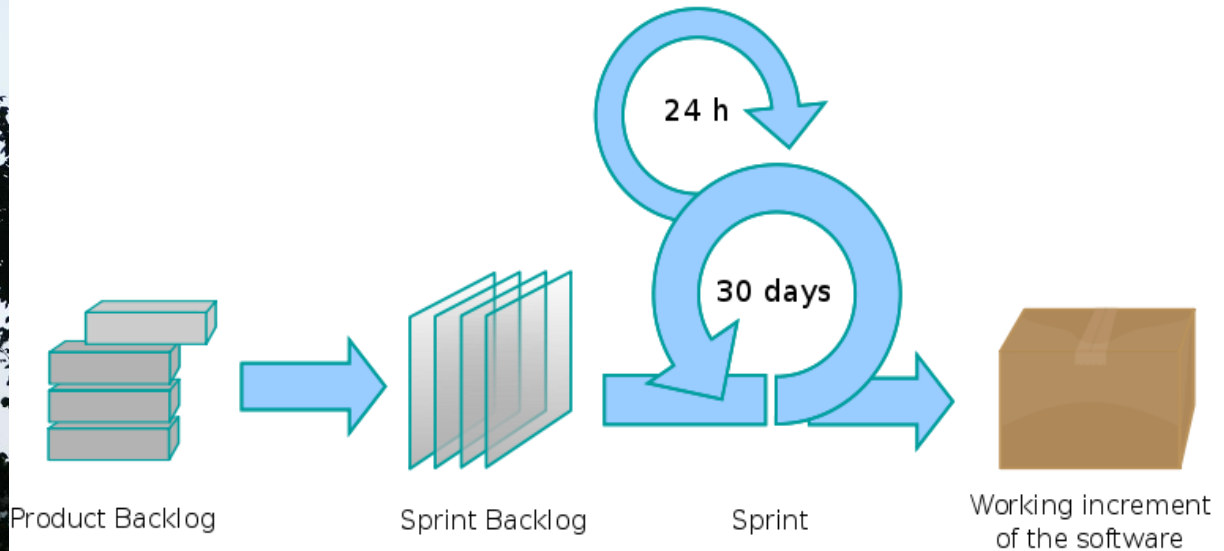 24 h
30 days
Product Backlog
Sprint Backlog
Sprint
Working increment
of the software